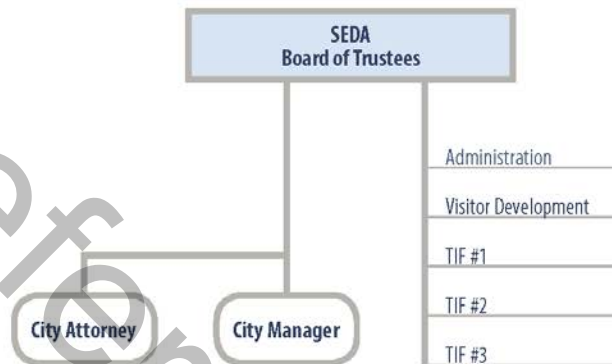 SEDA
Board of Trustees
Administration
Visitor Development
TIF #1
TIF #2
TIF #3
City Attorney
City Manager